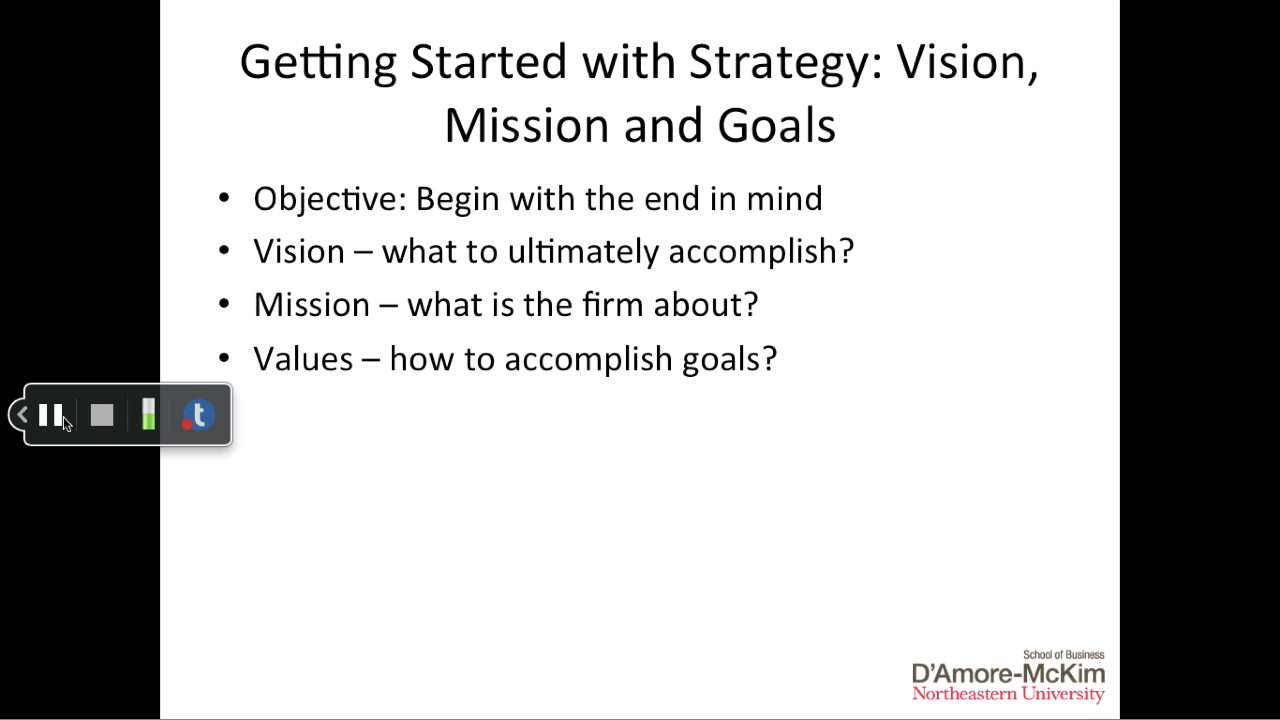 Getting Started with Strategy: Vision,
Mission and Goals
• Objective: Begin with the end in mind
• Vision – what to ultimately accomplish?
• Mission – what is the firm about?
• Values – how to accomplish goals?
t
School of Business
D'Amore-McKim
Northeastern University